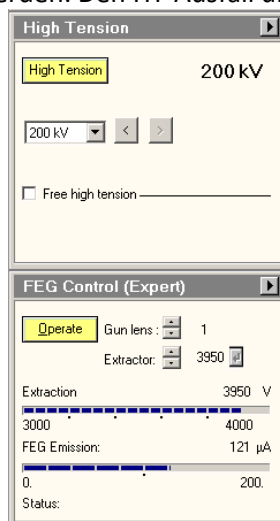 High Tension
High Tension 200 kV
200 kV < >
Free high tension
FEG Control (Expert)
Operate Gun lens: 1
Extractor: 3950
Extraction 3950 V
3000 4000
FEG Emission: 121 µA
0. 200.
Status: